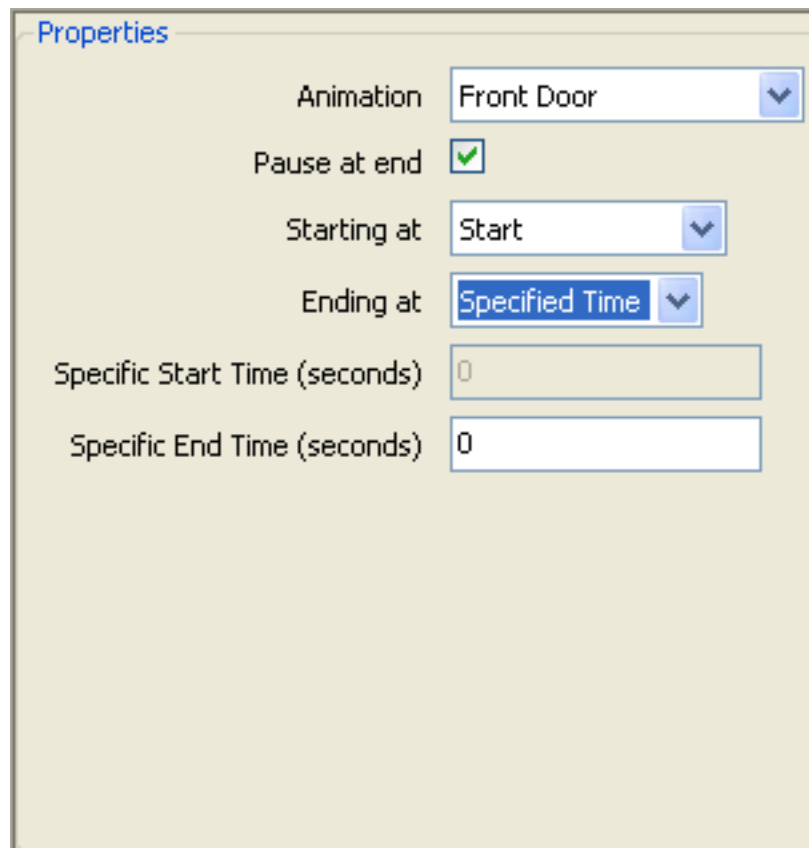 Properties
Animation Front Door
Pause at end
Starting at Start
Ending at Specified Time
Specific Start Time (seconds) 0
Specific End Time (seconds) 0